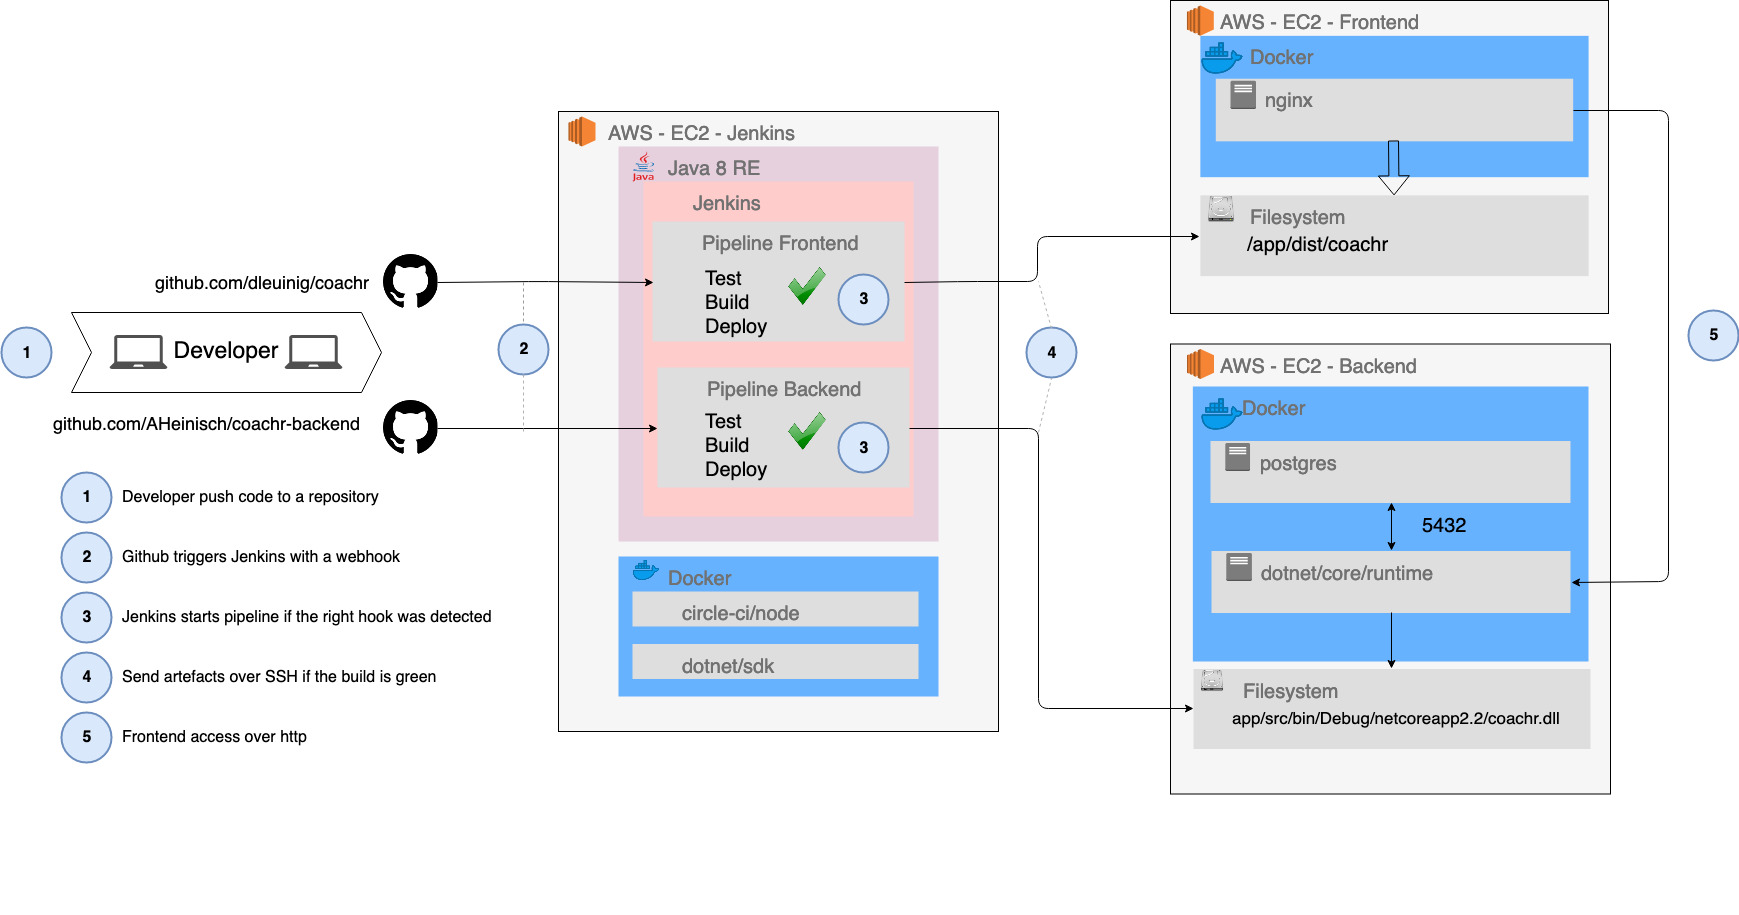 AWS - EC2 - Frontend
Docker
nginx
Filesystem
/app/dist/coachr
AWS - EC2 - Jenkins
Java
Java 8 RE
Jenkins
Pipeline Frontend
Test
Build
Deploy
3
Pipeline Backend
Test
Build
Deploy
3
Docker
circle-ci/node
dotnet/sdk
github.com/dleuinig/coachr
1
Developer
2
4
5
github.com/AHeinisch/coachr-backend
AWS - EC2 - Backend
Docker
postgres
5432
dotnet/core/runtime
Filesystem
app/src/bin/Debug/netcoreapp2.2/coachr.dll
1 Developer push code to a repository
2 Github triggers Jenkins with a webhook
3 Jenkins starts pipeline if the right hook was detected
4 Send artefacts over SSH if the build is green
5 Frontend access over http